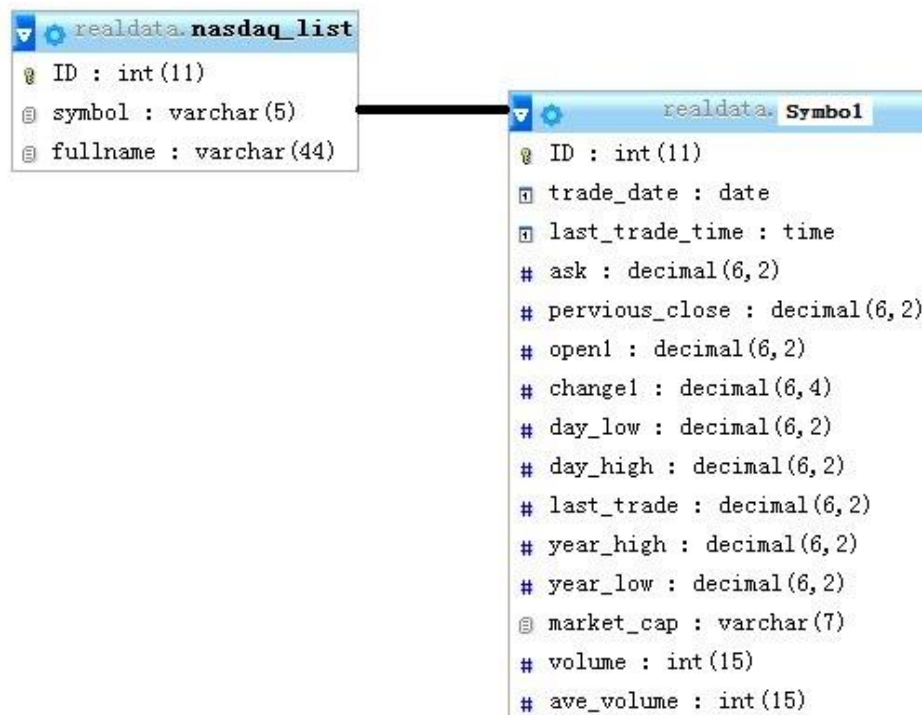 realdata.nasdaq_list
ID : int(11)
symbol : varchar(5)
fullname : varchar(44)
realdata. Symbol
ID : int(11)
trade_date : date
last_trade_time : time
# ask : decimal(6,2)
# pervious_close : decimal(6,2)
# open1 : decimal(6,2)
# change1 : decimal(6,4)
# day_low : decimal(6,2)
# day_high : decimal(6,2)
# last_trade : decimal(6,2)
# year_high : decimal(6,2)
# year_low : decimal(6,2)
market_cap : varchar(7)
# volume : int(15)
# ave_volume : int(15)